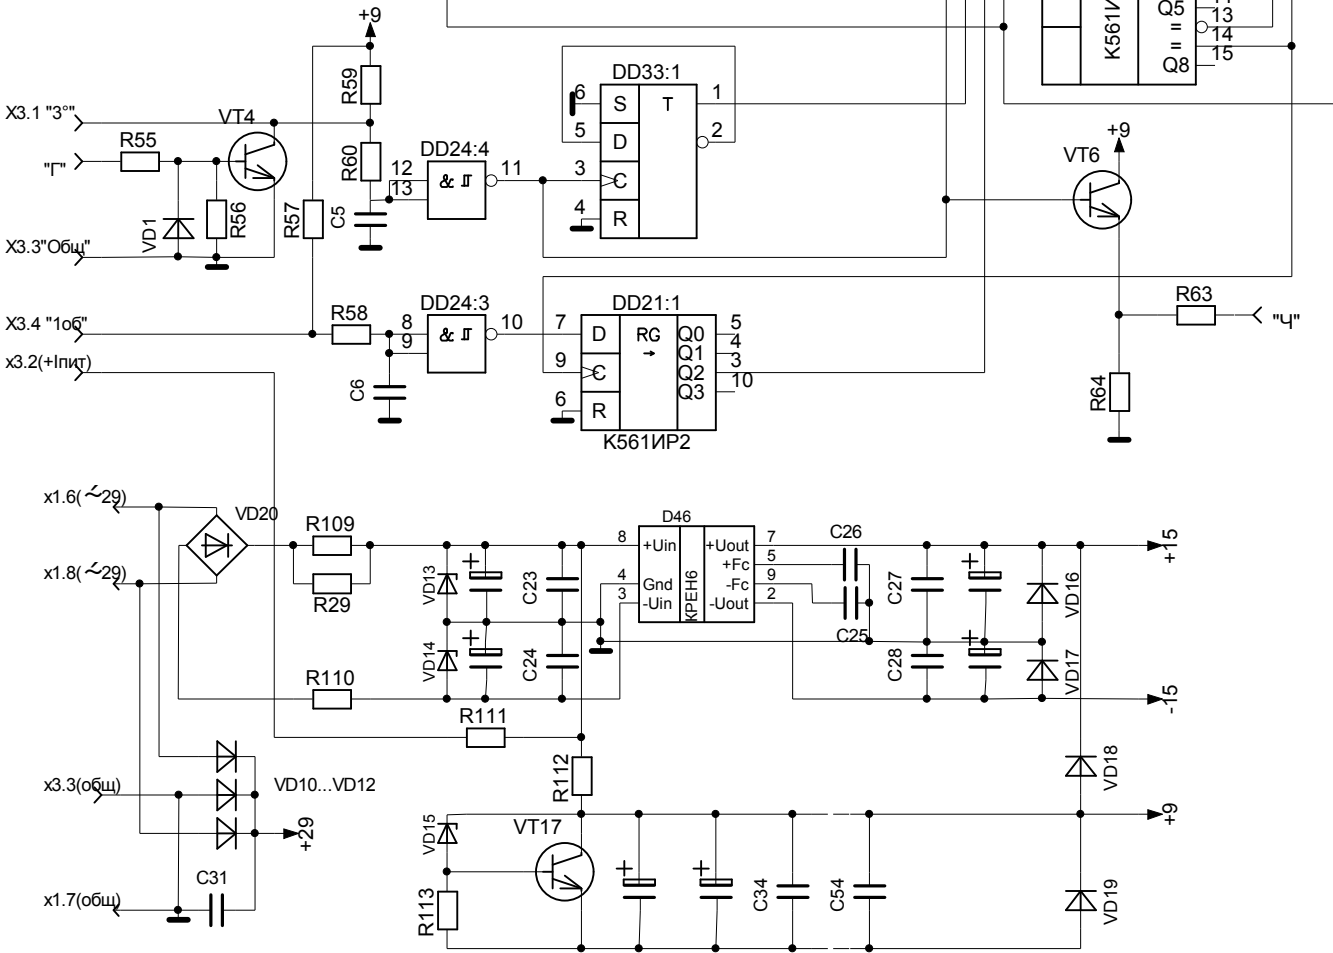 +9
Q5
13
=
14
=
15
Q8
К561И
R59
DD33:1
6
S
T
1
5
D
2
3
C
4
R
X3.1 "3°"
VT4
R55
"Г"
R60
12
13
DD24:4
& 
11
+9
VT6
VD1
R56
R57
C5
X3.3"Общ"
X3.4 "1об"
R58
DD24:3
8
9
&
10
DD21:1
7
D
RG
→
Q0
5
Q1
4
9
C
Q2
3
Q3
10
6
R
К561ИР2
R63
"Ч"
R64
x3.2(+Iпит)
C6
x1.6(~29)
VD20
R109
x1.8(~29)
R29
VD13
+
C23
D46
8
+Uin
+Uout
7
+Fc
5
4
Gnd
-Fc
9
3
-Uin
-Uout
2
КРЕН6
C26
C25
C27
+
VD16
+15
VD14
+
C24
C28
+
VD17
-15
R110
R111
R112
VD18
x3.3(общ)
VD10...VD12
+29
VD15
VT17
+9
C31
x1.7(общ)
R113
+
+
C34
C54
VD19